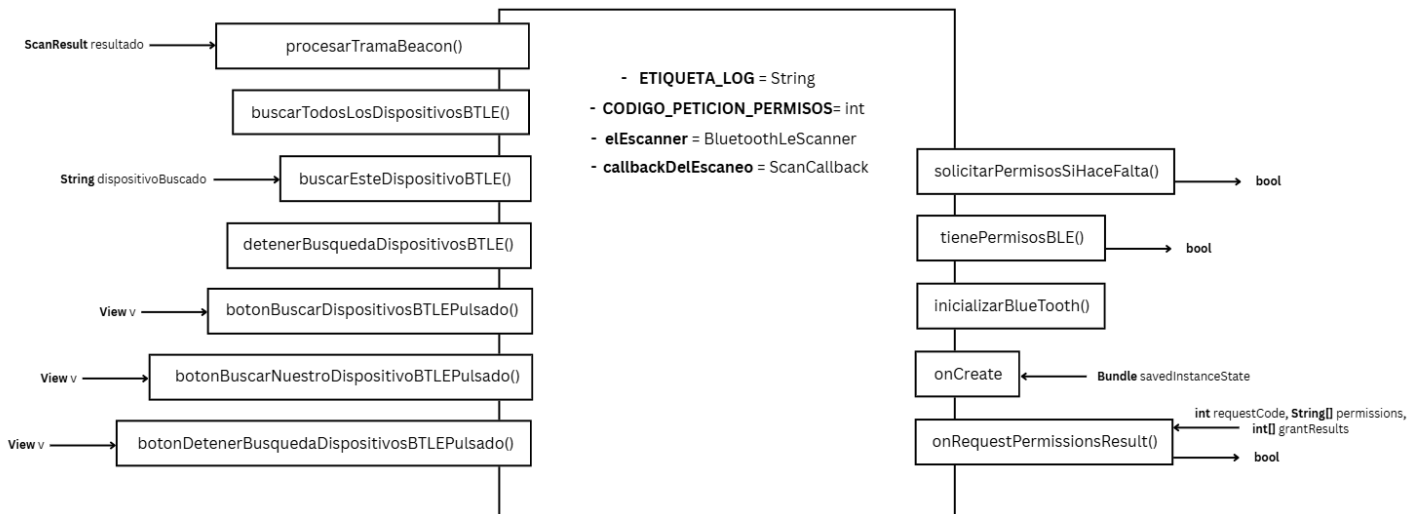 ScanResult resultado
procesarTramaBeacon()
buscarTodosLosDispositivosBTLE()
String dispositivoBuscado
buscarEsteDispositivoBTLE()
detenerBusquedaDispositivosBTLE()
View v
botonBuscarDispositivosBTLEPulsado()
View v
botonBuscarNuestroDispositivoBTLEPulsado()
View v
botonDetenerBusquedaDispositivosBTLEPulsado()
- ETIQUETA_LOG = String
- CODIGO_PETICION_PERMISOS= int
- elEscanner = BluetoothLeScanner
- callbackDelEscaneo = ScanCallback
solicitarPermisosSiHaceFalta()
bool
tienePermisosBLE()
bool
inicializarBlueTooth()
onCreate
Bundle savedInstanceState
onRequestPermissionsResult()
int requestCode, String[] permissions,
int[] grantResults
bool